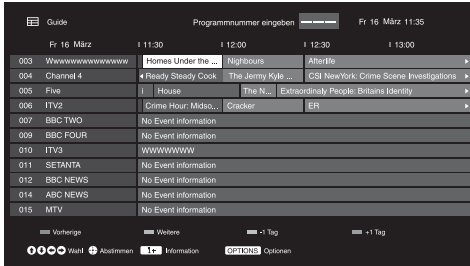 Guide Programmnummer eingeben Fr 16 März 11:35
Fr 16 März 11:30 12:00 12:30 13:00
003 Wwwwwwwwwwwwww Homes Under the ... Nighbours Afterlife
004 Channel 4 Ready Steady Cook The Jermy Kyle ... CSI NewYork: Crime Scene Investigations
005 Five i House The N... Extraordinaly People: Britains Identity
006 ITV2 Crime Hour: Midso... Cracker ER
007 BBC TWO No Event information
009 BBC FOUR No Event information
010 ITV3 WWWWWWW
011 SETANTA No Event information
012 BBC NEWS No Event information
014 ABC NEWS No Event information
015 MTV No Event information
Vorherige Weitere -1 Tag +1 Tag
Wahl Abstimmen Information OPTIONS Optionen